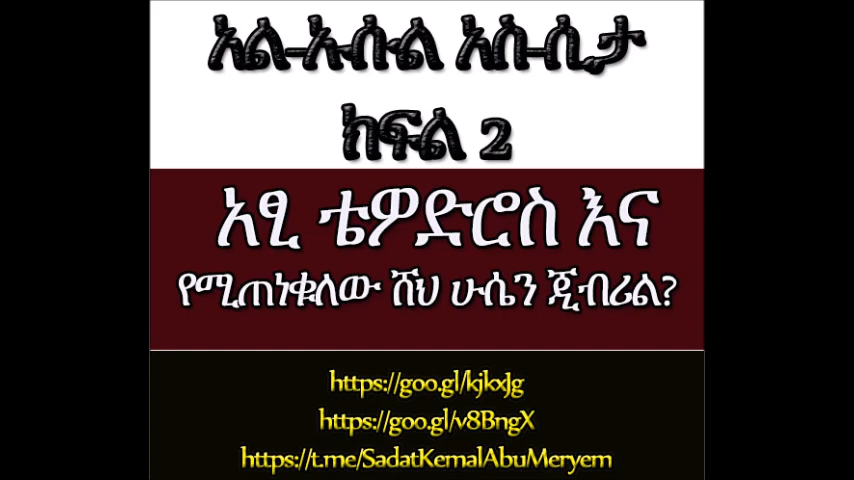 አል-ኡሱል አስ-ሲታ
ክፍል 2
አፄ ቴዎድሮስ እና
የሚጠነቁለው ሸህ ሁሴን ጂብሪል?
https://goo.gl/kjkxJg
https://goo.gl/v8BngX
https://t.me/SadatKemalAbuMeryem